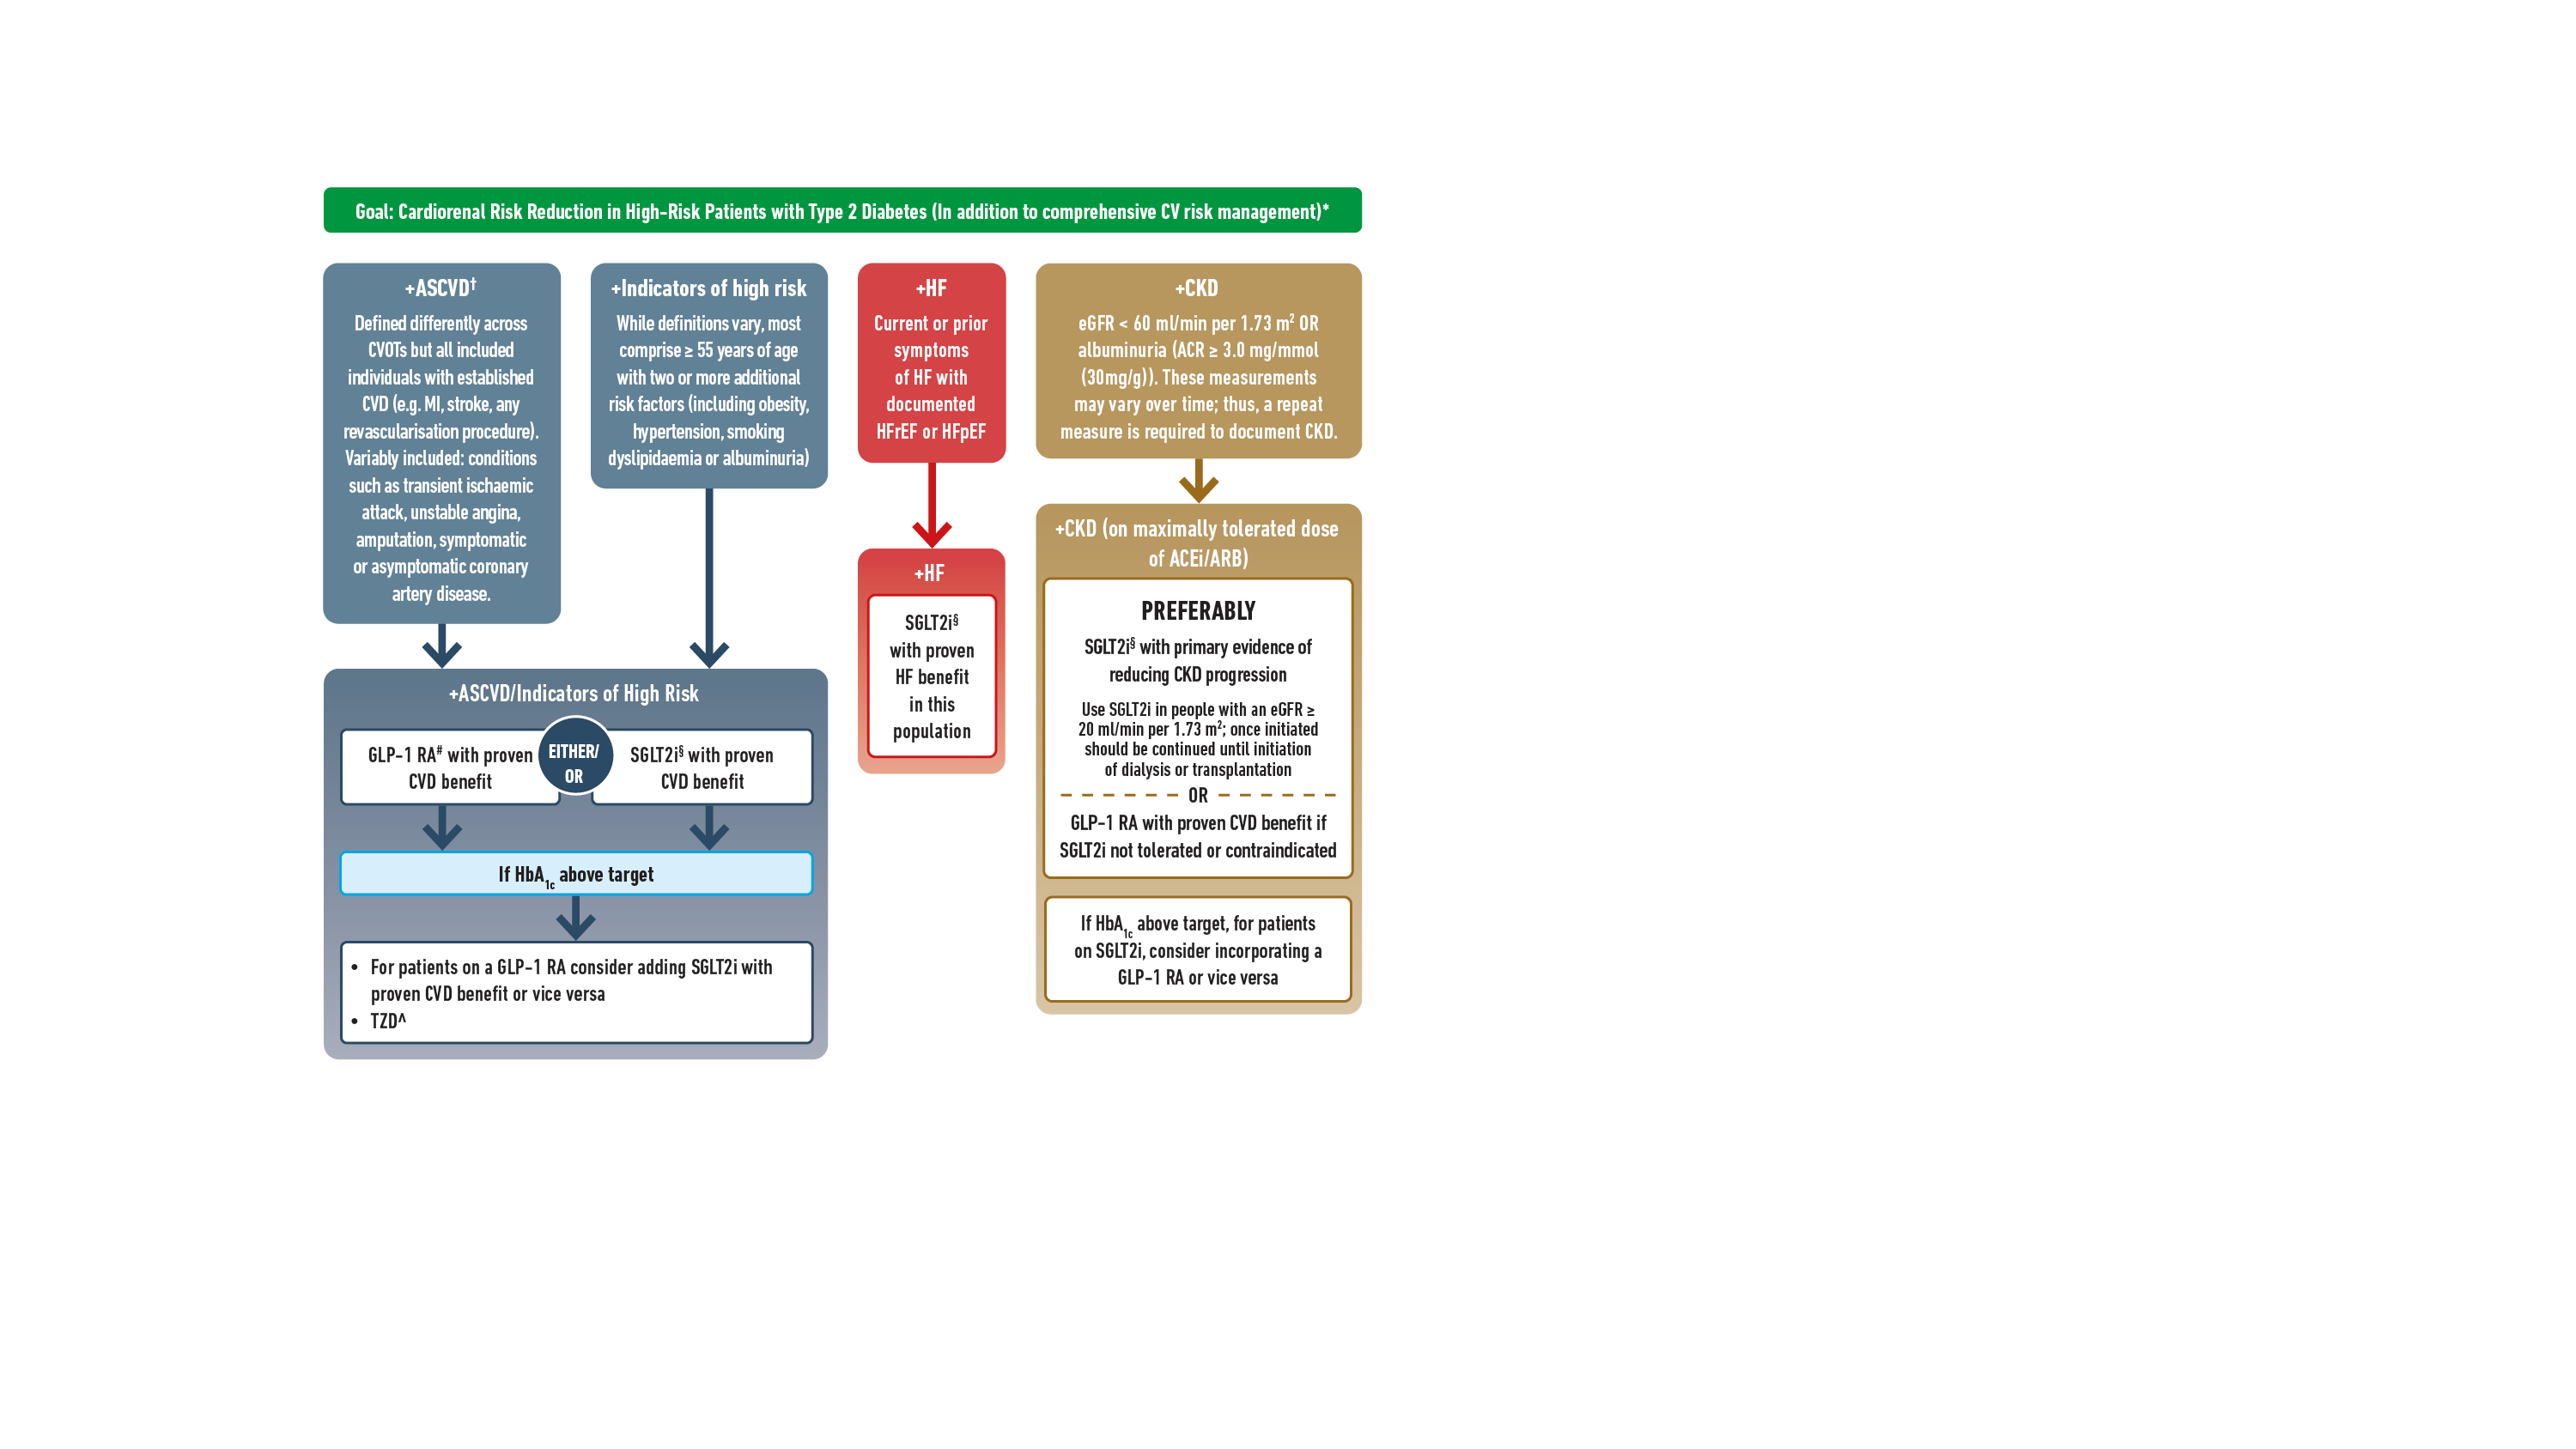 Goal: Cardiorenal Risk Reduction in High-Risk Patients with Type 2 Diabetes (In addition to comprehensive CV risk management)*
+ASCVD†
Defined differently across
CVOTs but all included
individuals with established
CVD (e.g. MI, stroke, any
revascularisation procedure).
Variably included: conditions
such as transient ischaemic
attack, unstable angina,
amputation, symptomatic
or asymptomatic coronary
artery disease.
+Indicators of high risk
While definitions vary, most
comprise ≥ 55 years of age
with two or more additional
risk factors (including obesity,
hypertension, smoking
dyslipidaemia or albuminuria)
+HF
Current or prior
symptoms
of HF with
documented
HFrEF or HFpEF
+CKD
eGFR < 60 ml/min per 1.73 m² OR
albuminuria (ACR ≥ 3.0 mg/mmol
(30mg/g)). These measurements
may vary over time; thus, a repeat
measure is required to document CKD.
+ASCVD/Indicators of High Risk
GLP-1 RA# with proven
CVD benefit
EITHER/
OR
SGLT2i§ with proven
CVD benefit
If HbA1c above target
• For patients on a GLP-1 RA consider adding SGLT2i with
proven CVD benefit or vice versa
• TZD^
+HF
SGLT2i§
with proven
HF benefit
in this
population
+CKD (on maximally tolerated dose
of ACEi/ARB)
PREFERABLY
SGLT2i§ with primary evidence of
reducing CKD progression
Use SGLT2i in people with an eGFR ≥
20 ml/min per 1.73 m²; once initiated
should be continued until initiation
of dialysis or transplantation
OR
GLP-1 RA with proven CVD benefit if
SGLT2i not tolerated or contraindicated
If HbA1c above target, for patients
on SGLT2i, consider incorporating a
GLP-1 RA or vice versa